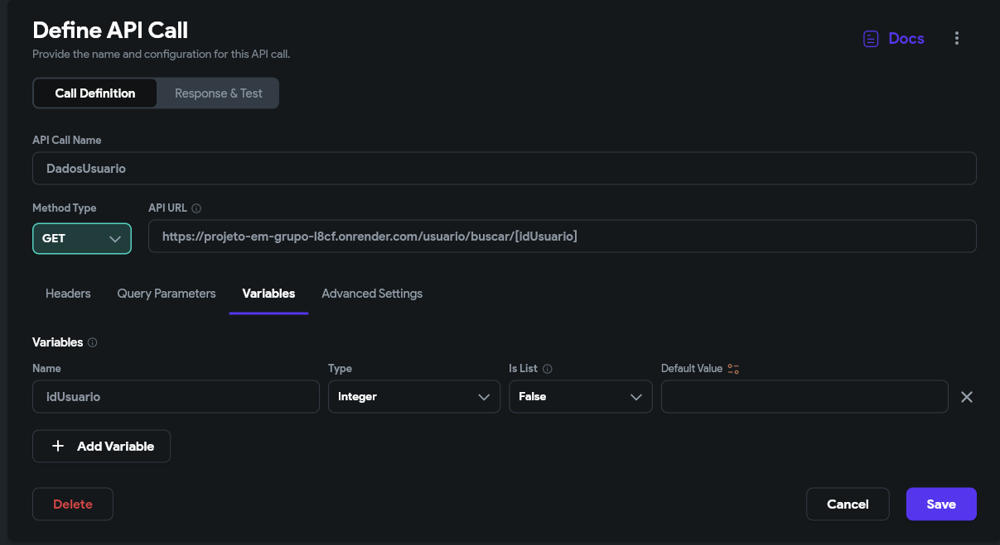 Define API Call
Docs
Provide the name and configuration for this API call.
Call Definition
Response & Test
API Call Name
DadosUsuario
Method Type
API URL
GET
https://projeto-em-grupo-l8cf.onrender.com/usuario/buscar/[idUsuario]
Headers
Query Parameters
Variables
Advanced Settings
Variables
Name
Type
Is List
Default Value
idUsuario
Integer
False
+ Add Variable
Delete
Cancel
Save